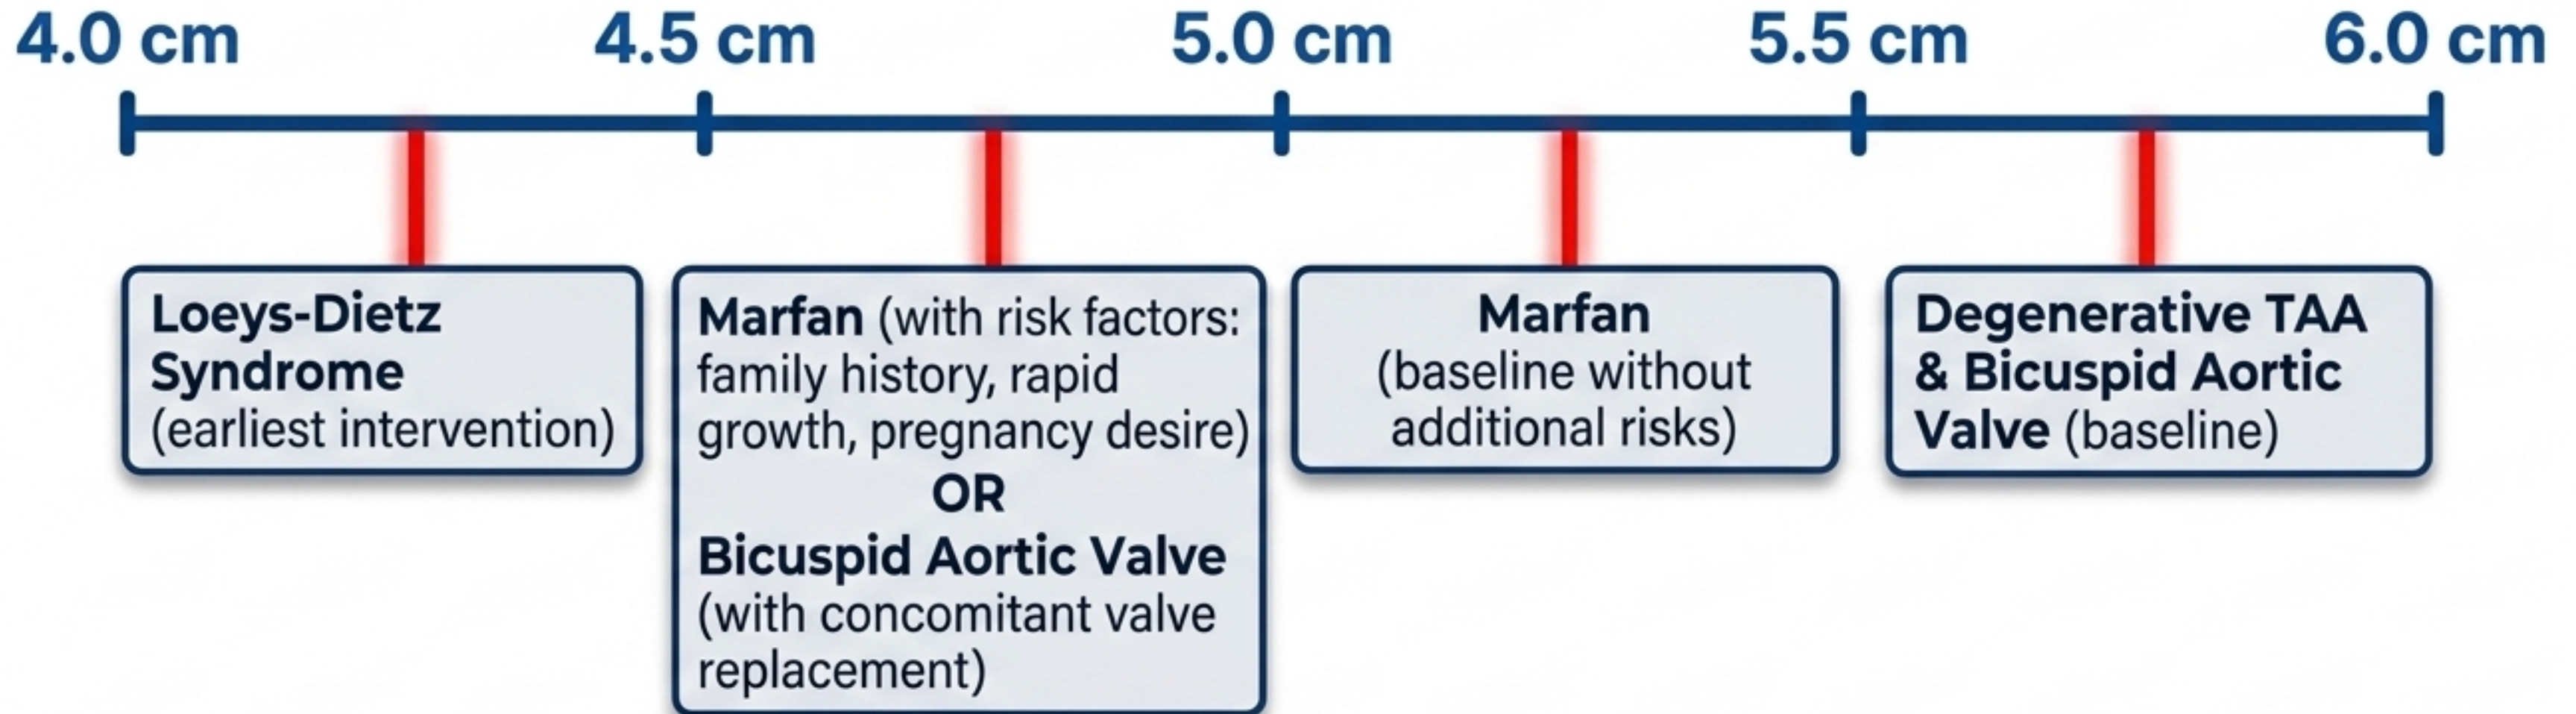 4.0 cm 4.5 cm 5.0 cm 5.5 cm 6.0 cm
Loeys-Dietz
Syndrome
(earliest intervention)
Marfan (with risk factors:
family history, rapid
growth, pregnancy desire)
OR
Bicuspid Aortic Valve
(with concomitant valve
replacement)
Marfan
(baseline without
additional risks)
Degenerative TAA
& Bicuspid Aortic
Valve (baseline)